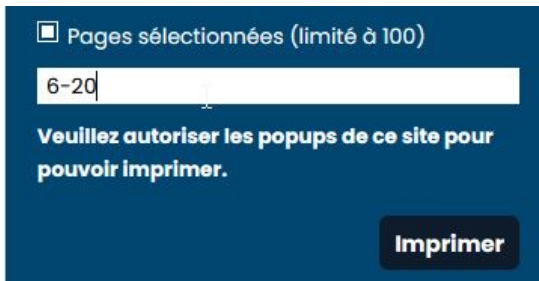 Pages sélectionnées (limité à 100)
6-20
Veuillez autoriser les popups de ce site pour
pouvoir imprimer.
Imprimer